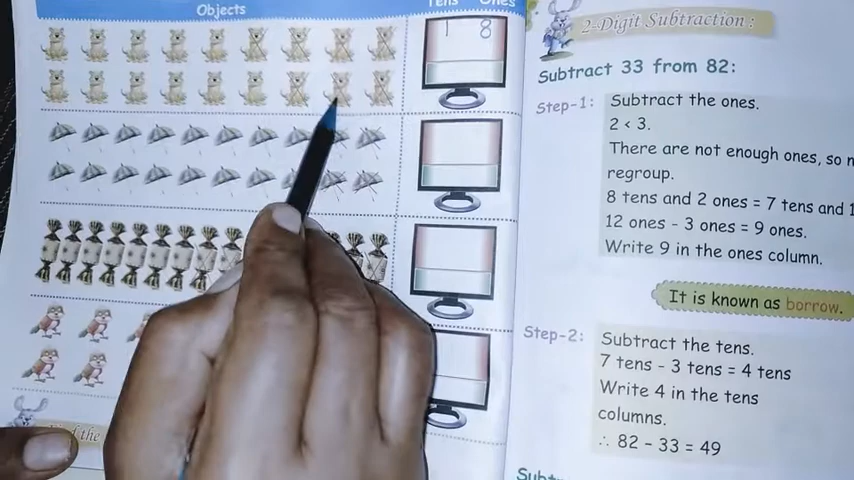 Objects
Tens Ones
1 8
2-Digit Subtraction :
Subtract 33 from 82:
Step-1: Subtract the ones.
2 < 3.
There are not enough ones, so
regroup.
8 tens and 2 ones = 7 tens and
12 ones - 3 ones = 9 ones.
Write 9 in the ones column.
It is known as borrow.
Step-2: Subtract the tens.
7 tens - 3 tens = 4 tens
Write 4 in the tens
columns.
∴ 82 - 33 = 49